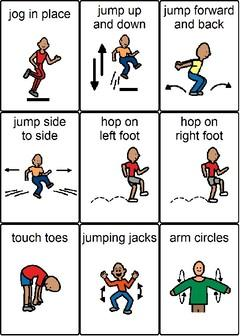 jog in place
jump up
and down
jump forward
and back
jump side
to side
hop on
left foot
hop on
right foot
touch toes
jumping jacks
arm circles